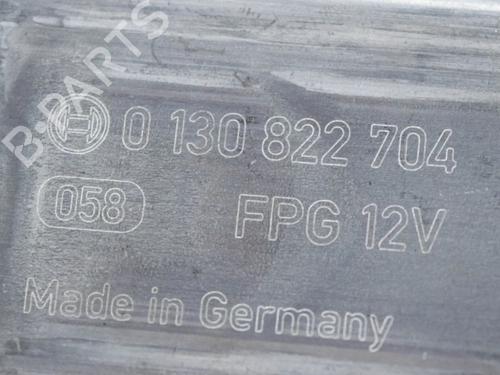 B-PARTS
0 130 822 704
058 FPG 12V
Made in Germany